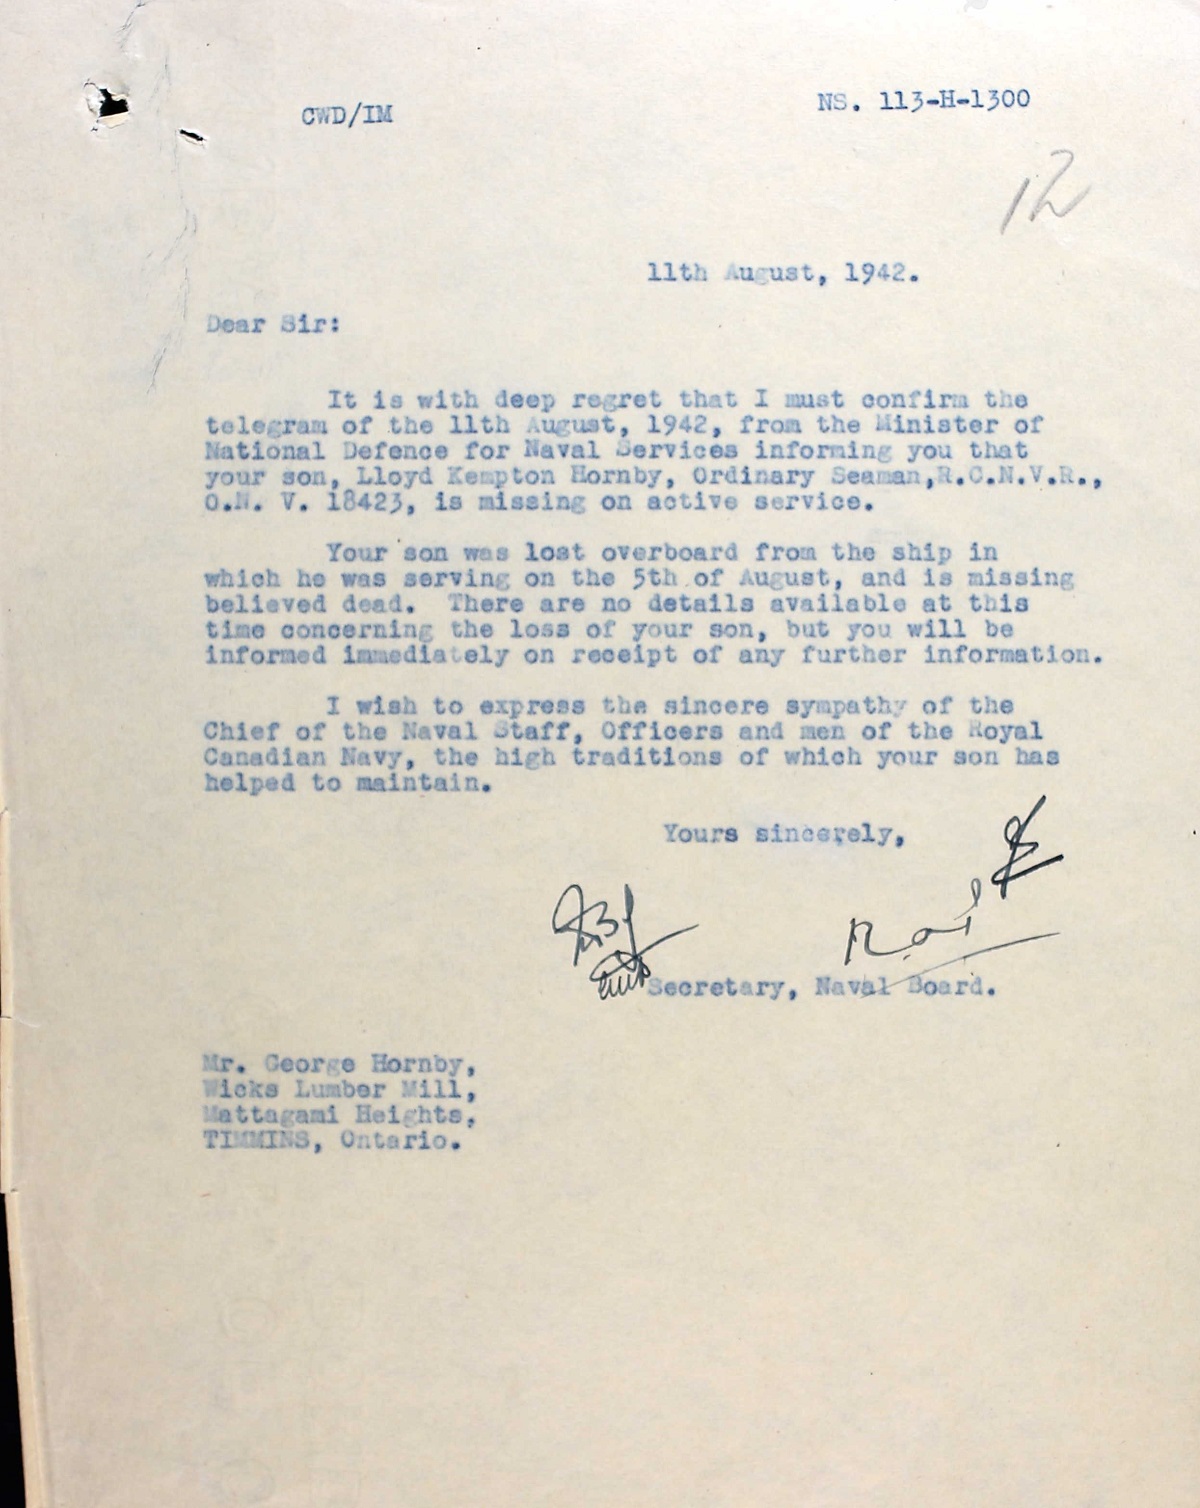 CWD/IM
NS. 113-H-1300
12
11th August, 1942.
Dear Sir:
It is with deep regret that I must confirm the
telegram of the 11th August, 1942, from the Minister of
National Defence for Naval Services informing you that
your son, Lloyd Kempton Hornby, Ordinary Seaman,R.C.N.V.R.,
O.N. V. 18423, is missing on active service.
Your son was lost overboard from the ship in
which he was serving on the 5th of August, and is missing
believed dead. There are no details available at this
time concerning the loss of your son, but you will be
informed immediately on receipt of any further information.
I wish to express the sincere sympathy of the
Chief of the Naval Staff, Officers and men of the Royal
Canadian Navy, the high traditions of which your son has
helped to maintain.
Yours sincerely,
Secretary, Naval Board.
Mr. George Hornby,
Wicks Lumber Mill,
Mattagami Heights,
TIMMINS, Ontario.